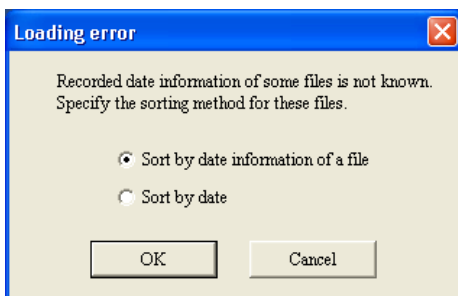 Loading error
Recorded date information of some files is not known.
Specify the sorting method for these files.
Sort by date information of a file
Sort by date
OK
Cancel